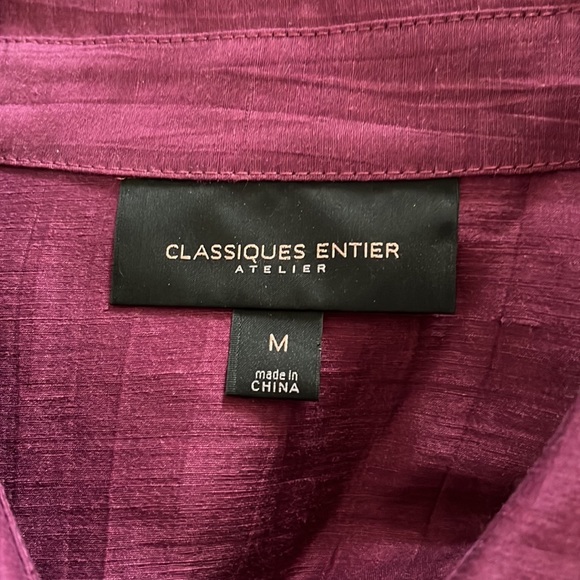 CLASSIQUES ENTIER
ATELIER
M
made in
CHINA